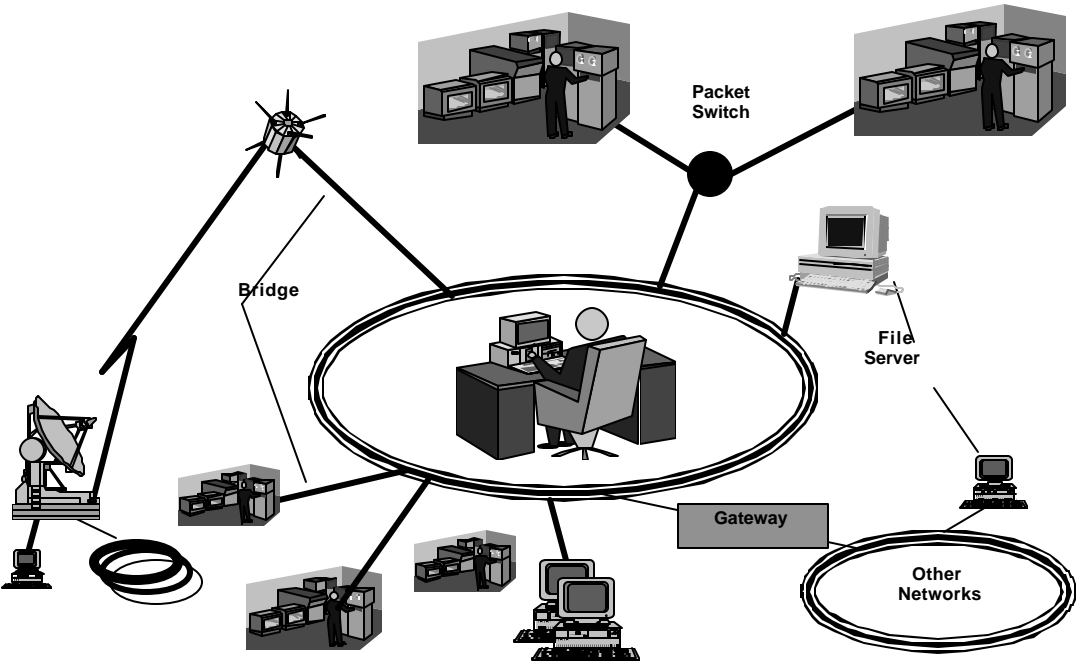 Packet
Switch
Bridge
File
Server
Gateway
Other
Networks